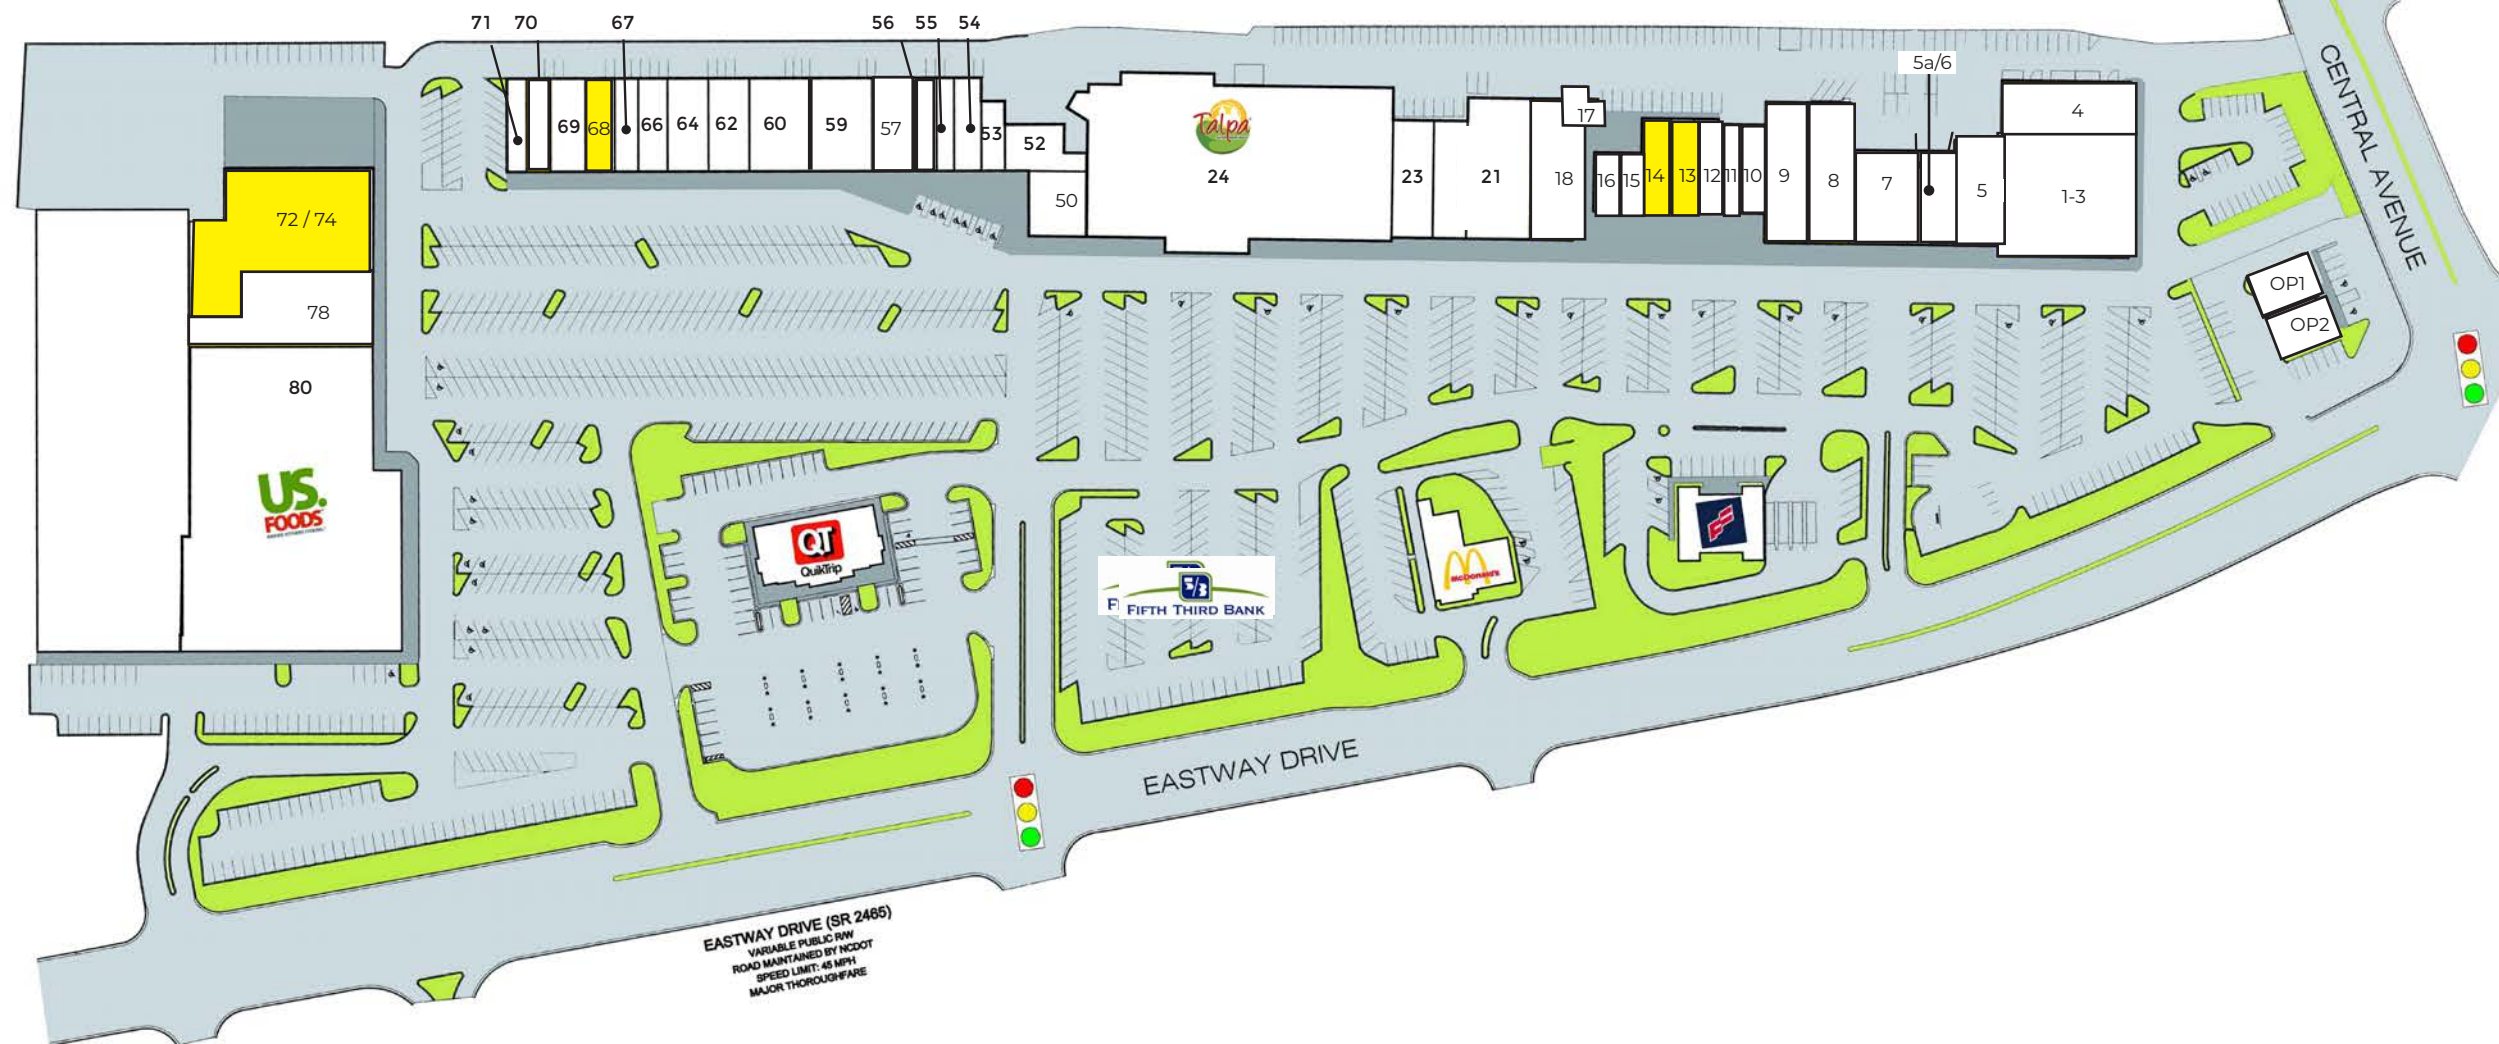 71 70 67 56 55 54
5a/6
CENTRAL AVENUE
69 68 66 64 62 60 59 57 53 52
Talpa
17
4
72 / 74
50
24
23 21 18 16 15 14 13 12 11 10 9 8 7 5 1-3
78
OP1
OP2
80
US.
FOODS
QT
QuikTrip
5/3
FIFTH THIRD BANK
McDonald's
EASTWAY DRIVE
EASTWAY DRIVE (SR 2465)
VARIABLE PUBLIC R/W
ROAD MAINTAINED BY NCDOT
SPEED LIMIT: 45 MPH
MAJOR THOROUGHFARE